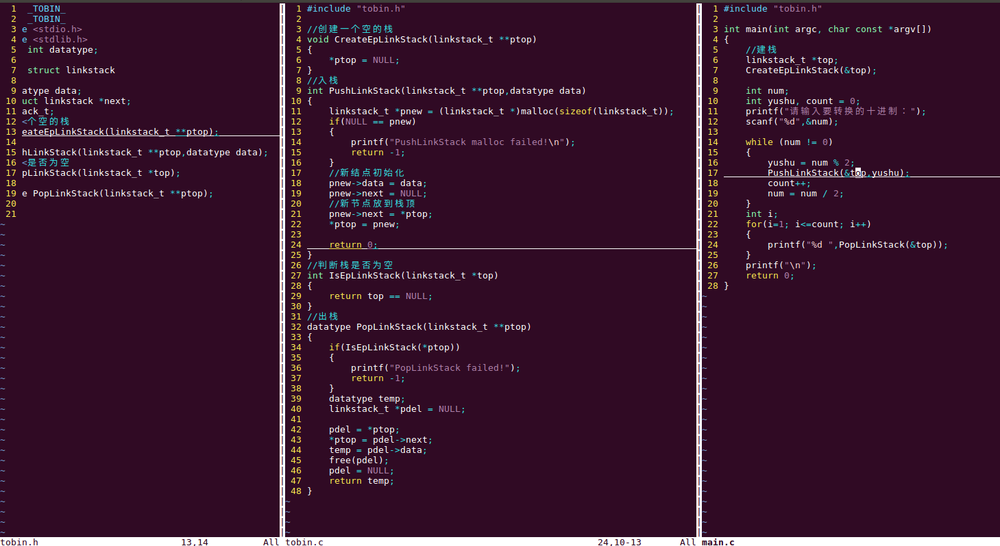 1  _TOBIN_
2  _TOBIN_
3 e <stdio.h>
4 e <stdlib.h>
5  int datatype;
6
7  struct linkstack
8
9 atype data;
10 uct linkstack *next;
11 ack_t;
12 <个空的栈
13 eateEpLinkStack(linkstack_t **ptop);
14
15 hLinkStack(linkstack_t **ptop,datatype data);
16 <是否为空
17 pLinkStack(linkstack_t *top);
18
19 e PopLinkStack(linkstack_t **ptop);
20
21
tobin.h 13,14 All
1 #include "tobin.h"
2
3 //创建一个空的栈
4 void CreateEpLinkStack(linkstack_t **ptop)
5 {
6     *ptop = NULL;
7 }
8 //入栈
9 int PushLinkStack(linkstack_t **ptop,datatype data)
10 {
11     linkstack_t *pnew = (linkstack_t *)malloc(sizeof(linkstack_t));
12     if(NULL == pnew)
13     {
14         printf("PushLinkStack malloc failed!\n");
15         return -1;
16     }
17     //新结点初始化
18     pnew->data = data;
19     pnew->next = NULL;
20     //新节点放到栈顶
21     pnew->next = *ptop;
22     *ptop = pnew;
23
24     return 0;
25 }
26 //判断栈是否为空
27 int IsEpLinkStack(linkstack_t *top)
28 {
29     return top == NULL;
30 }
31 //出栈
32 datatype PopLinkStack(linkstack_t **ptop)
33 {
34     if(IsEpLinkStack(*ptop))
35     {
36         printf("PopLinkStack failed!");
37         return -1;
38     }
39     datatype temp;
40     linkstack_t *pdel = NULL;
41
42     pdel = *ptop;
43     *ptop = pdel->next;
44     temp = pdel->data;
45     free(pdel);
46     pdel = NULL;
47     return temp;
48 }
tobin.c 24,10-13 All
1 #include "tobin.h"
2
3 int main(int argc, char const *argv[])
4 {
5     //建栈
6     linkstack_t *top;
7     CreateEpLinkStack(&top);
8
9     int num;
10     int yushu, count = 0;
11     printf("请输入要转换的十进制：");
12     scanf("%d",&num);
13
14     while (num != 0)
15     {
16         yushu = num % 2;
17         PushLinkStack(&top,yushu);
18         count++;
19         num = num / 2;
20     }
21     int i;
22     for(i=1; i<=count; i++)
23     {
24         printf("%d ",PopLinkStack(&top));
25     }
26     printf("\n");
27     return 0;
28 }
main.c